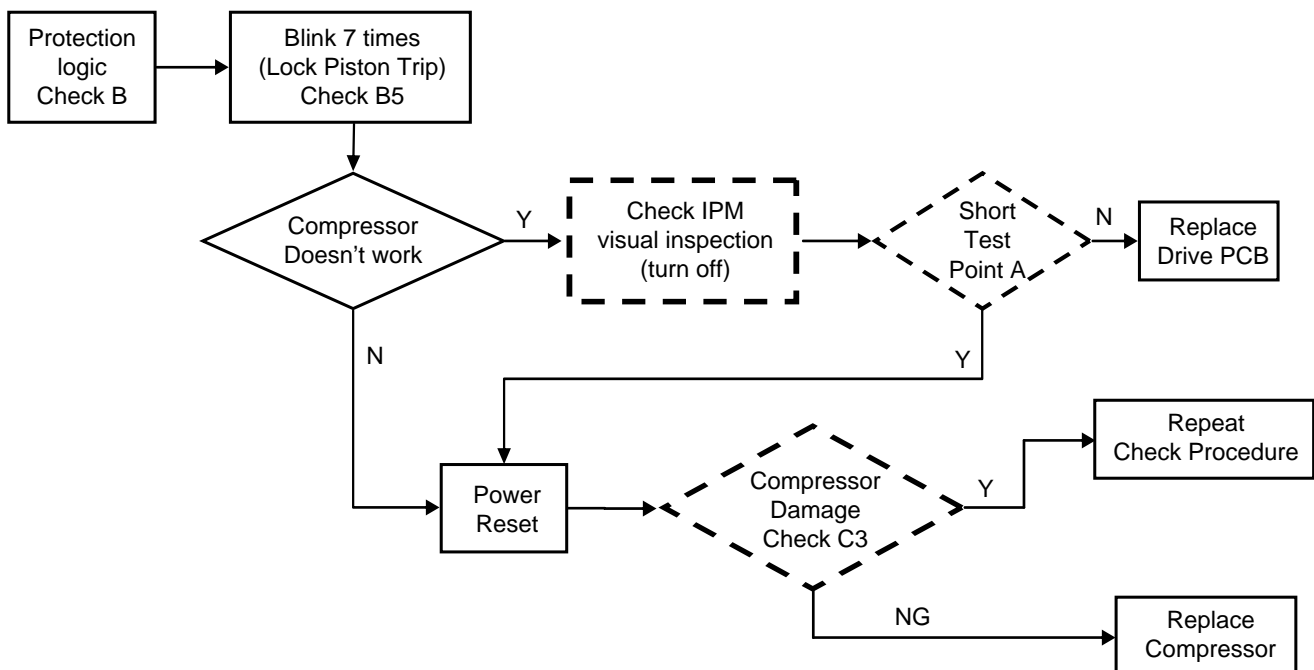 Protection
logic
Check B
Blink 7 times
(Lock Piston Trip)
Check B5
Compressor
Doesn’t work
Y
Check IPM
visual inspection
(turn off)
Short
Test
Point A
N
Replace
Drive PCB
N
Y
Power
Reset
Compressor
Damage
Check C3
Y
Repeat
Check Procedure
NG
Replace
Compressor